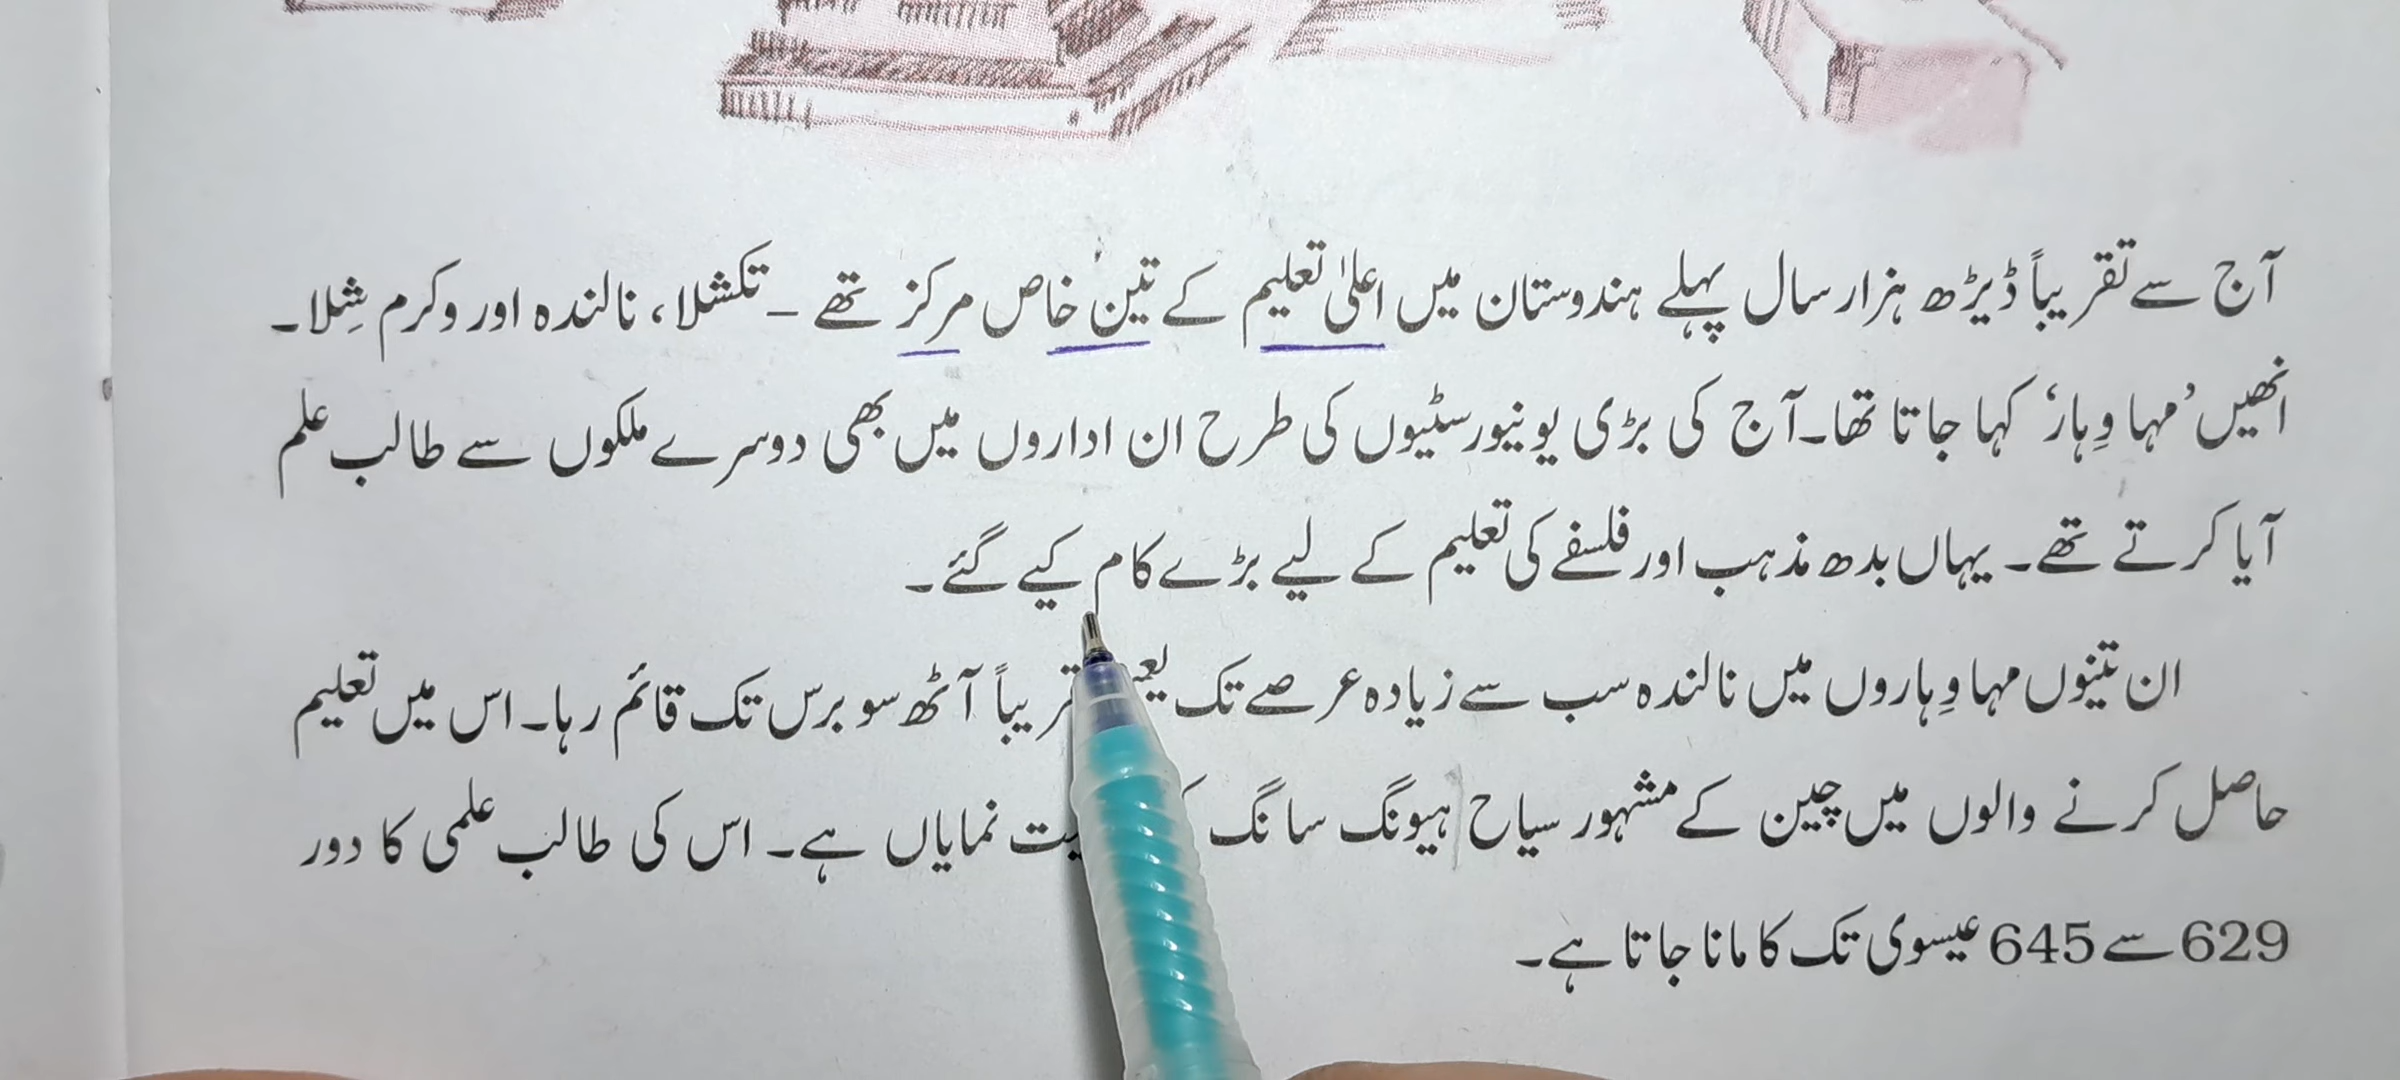 آج سے تقریباً ڈیڑھ ہزار سال پہلے ہندوستان میں اعلیٰ تعلیم کے تین خاص مرکز تھے ۔ تکشلا، نالندہ اور وکرم شِلا۔
انھیں ’مہا وِہار‘ کہا جاتا تھا۔ آج کی بڑی یونیورسٹیوں کی طرح ان اداروں میں بھی دوسرے ملکوں سے طالب علم
آیا کرتے تھے۔ یہاں بدھ مذہب اور فلسفے کی تعلیم کے لیے بڑے کام کیے گئے۔
ان تینوں مہا وِہاروں میں نالندہ سب سے زیادہ عرصے تک آٹھ سو برس تک قائم رہا۔ اس میں تعلیم
حاصل کرنے والوں میں چین کے مشہور سیاح ہیونگ سانگ نمایاں ہے۔ اس کی طالب علمی کا دور
629 سے 645 عیسوی تک کا مانا جاتا ہے۔